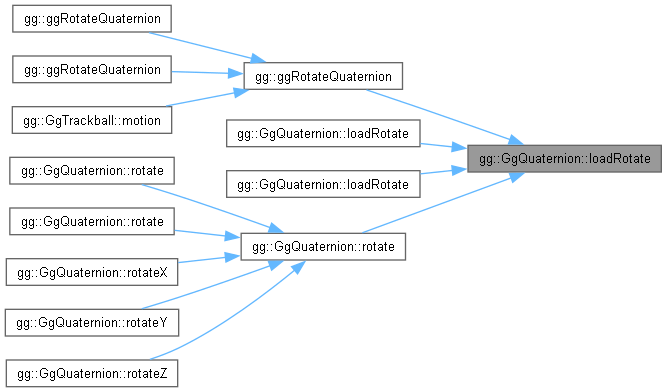 gg::ggRotateQuaternion
gg::ggRotateQuaternion
gg::ggRotateQuaternion
gg::GgTrackball::motion
gg::GgQuaternion::loadRotate
gg::GgQuaternion::loadRotate
gg::GgQuaternion::loadRotate
gg::GgQuaternion::rotate
gg::GgQuaternion::rotate
gg::GgQuaternion::rotate
gg::GgQuaternion::rotateX
gg::GgQuaternion::rotateY
gg::GgQuaternion::rotateZ